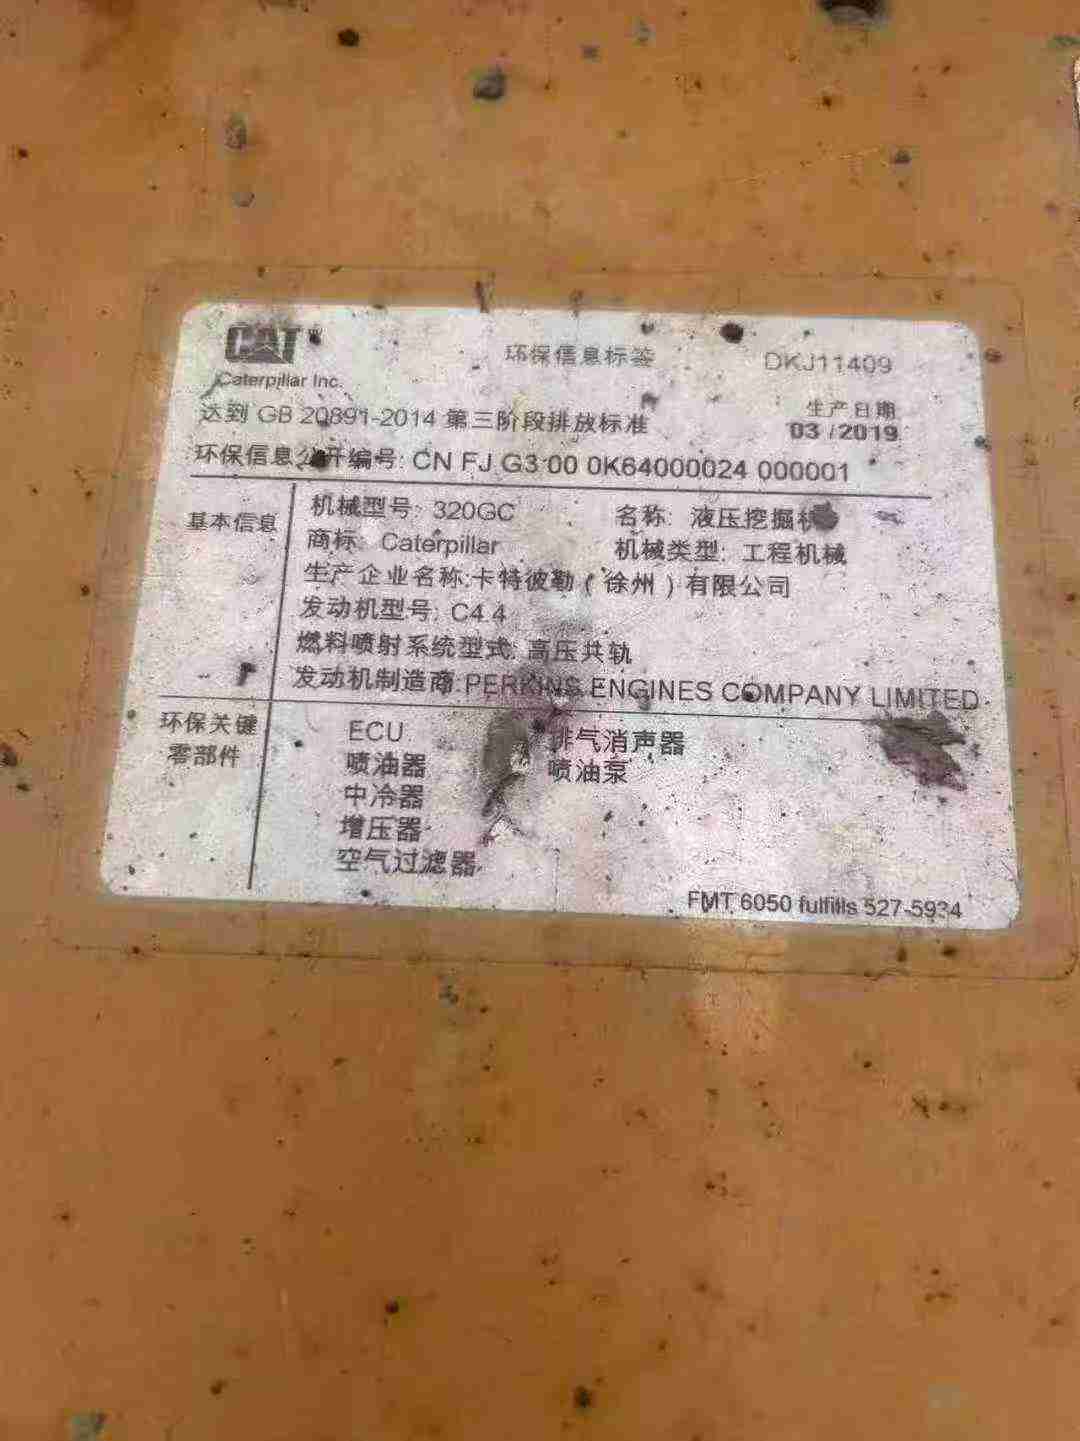 CAT
Caterpillar Inc.
环保信息标签
DKJ11409
达到 GB 20891-2014 第三阶段排放标准
生产日期
03 / 2019
环保信息公开编号: CN FJ G3 00 0K64000024 000001
基本信息
机械型号: 320GC
名称: 液压挖掘机
商标: Caterpillar
机械类型: 工程机械
生产企业名称:卡特彼勒（徐州）有限公司
发动机型号: C4.4
燃料喷射系统型式: 高压共轨
发动机制造商:PERKINS ENGINES COMPANY LIMITED
环保关键
零部件
ECU
喷油器
中冷器
增压器
空气过滤器
排气消声器
喷油泵
FMT 6050 fulfills 527-5934